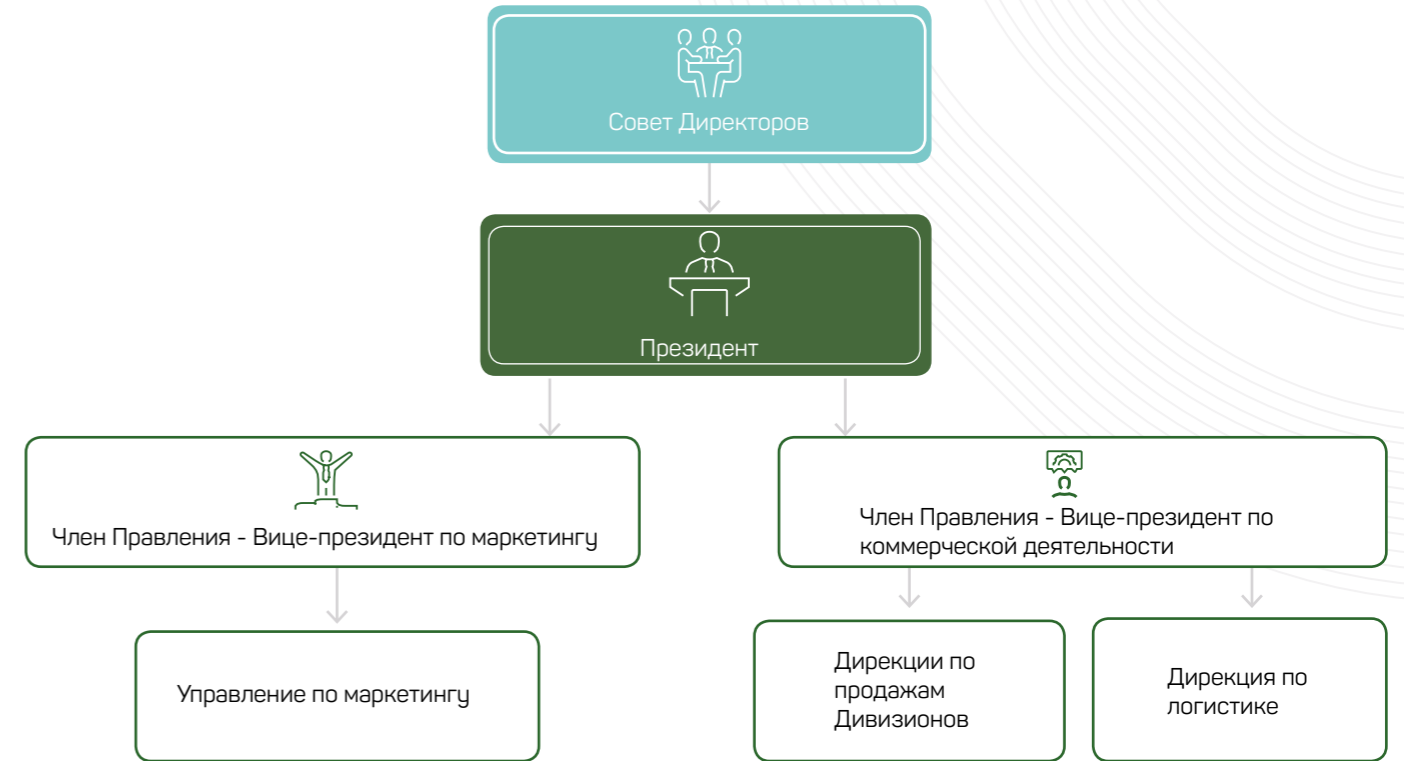 Совет Директоров
Президент
Член Правления - Вице-президент по маркетингу
Член Правления - Вице-президент по
коммерческой деятельности
Управление по маркетингу
Дирекции по
продажам
Дивизионов
Дирекция по
логистике